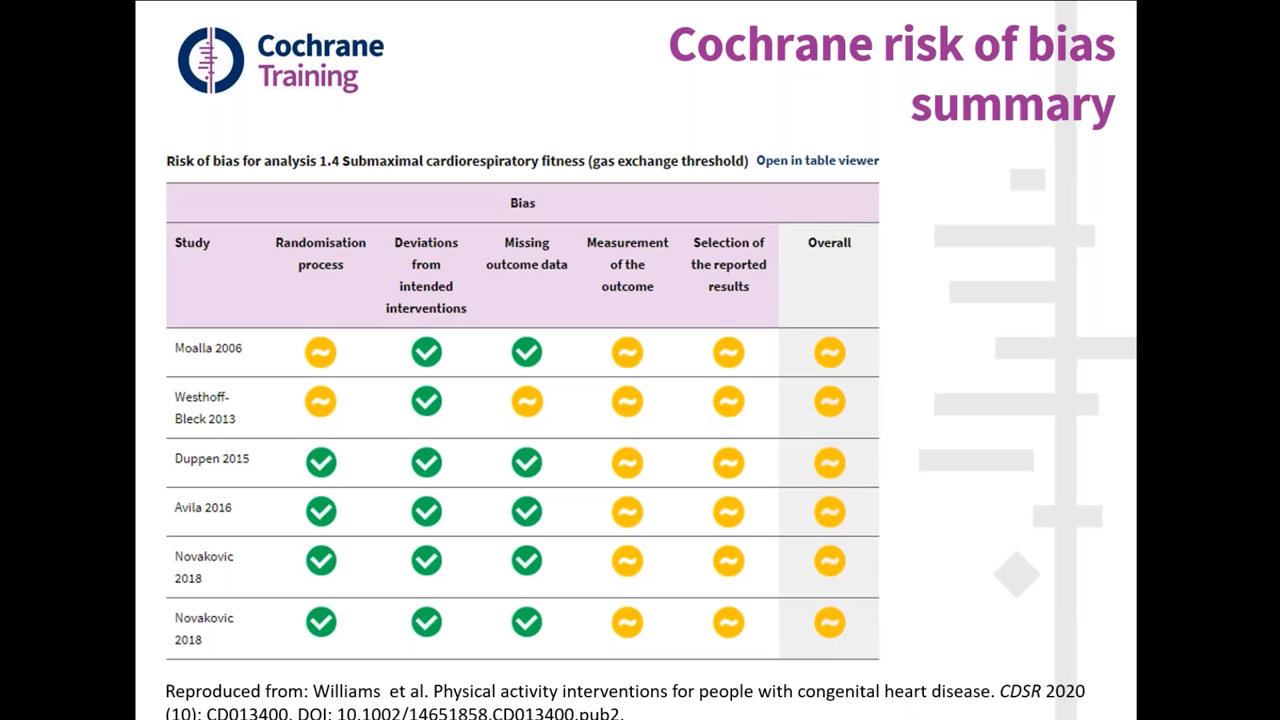 Cochrane
Training
Cochrane risk of bias
summary
Risk of bias for analysis 1.4 Submaximal cardiorespiratory fitness (gas exchange threshold) Open in table viewer
Bias
Study
Randomisation
process
Deviations
from
intended
interventions
Missing
outcome data
Measurement
of the
outcome
Selection of
the reported
results
Overall
Moalla 2006
Westhoff-
Bleck 2013
Duppen 2015
Avila 2016
Novakovic
2018
Novakovic
2018
Reproduced from: Williams et al. Physical activity interventions for people with congenital heart disease. CDSR 2020
(10): CD013400. DOI: 10.1002/14651858.CD013400.pub2.